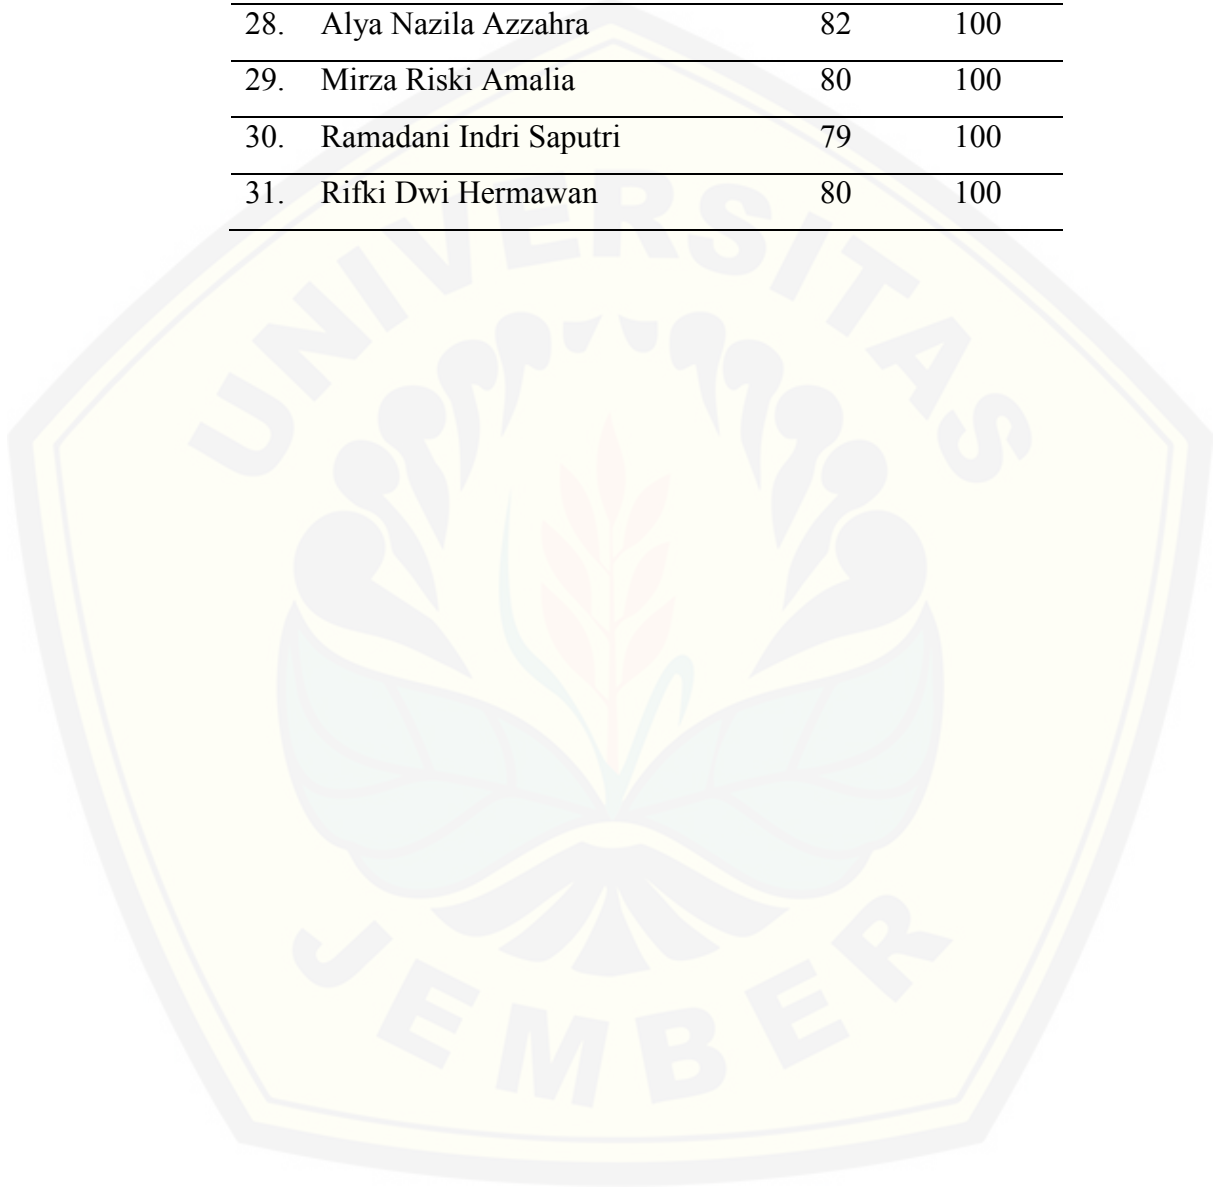 28. Alya Nazila Azzahra 82 100
29. Mirza Riski Amalia 80 100
30. Ramadani Indri Saputri 79 100
31. Rifki Dwi Hermawan 80 100
UNIVERSITAS
JEMBER